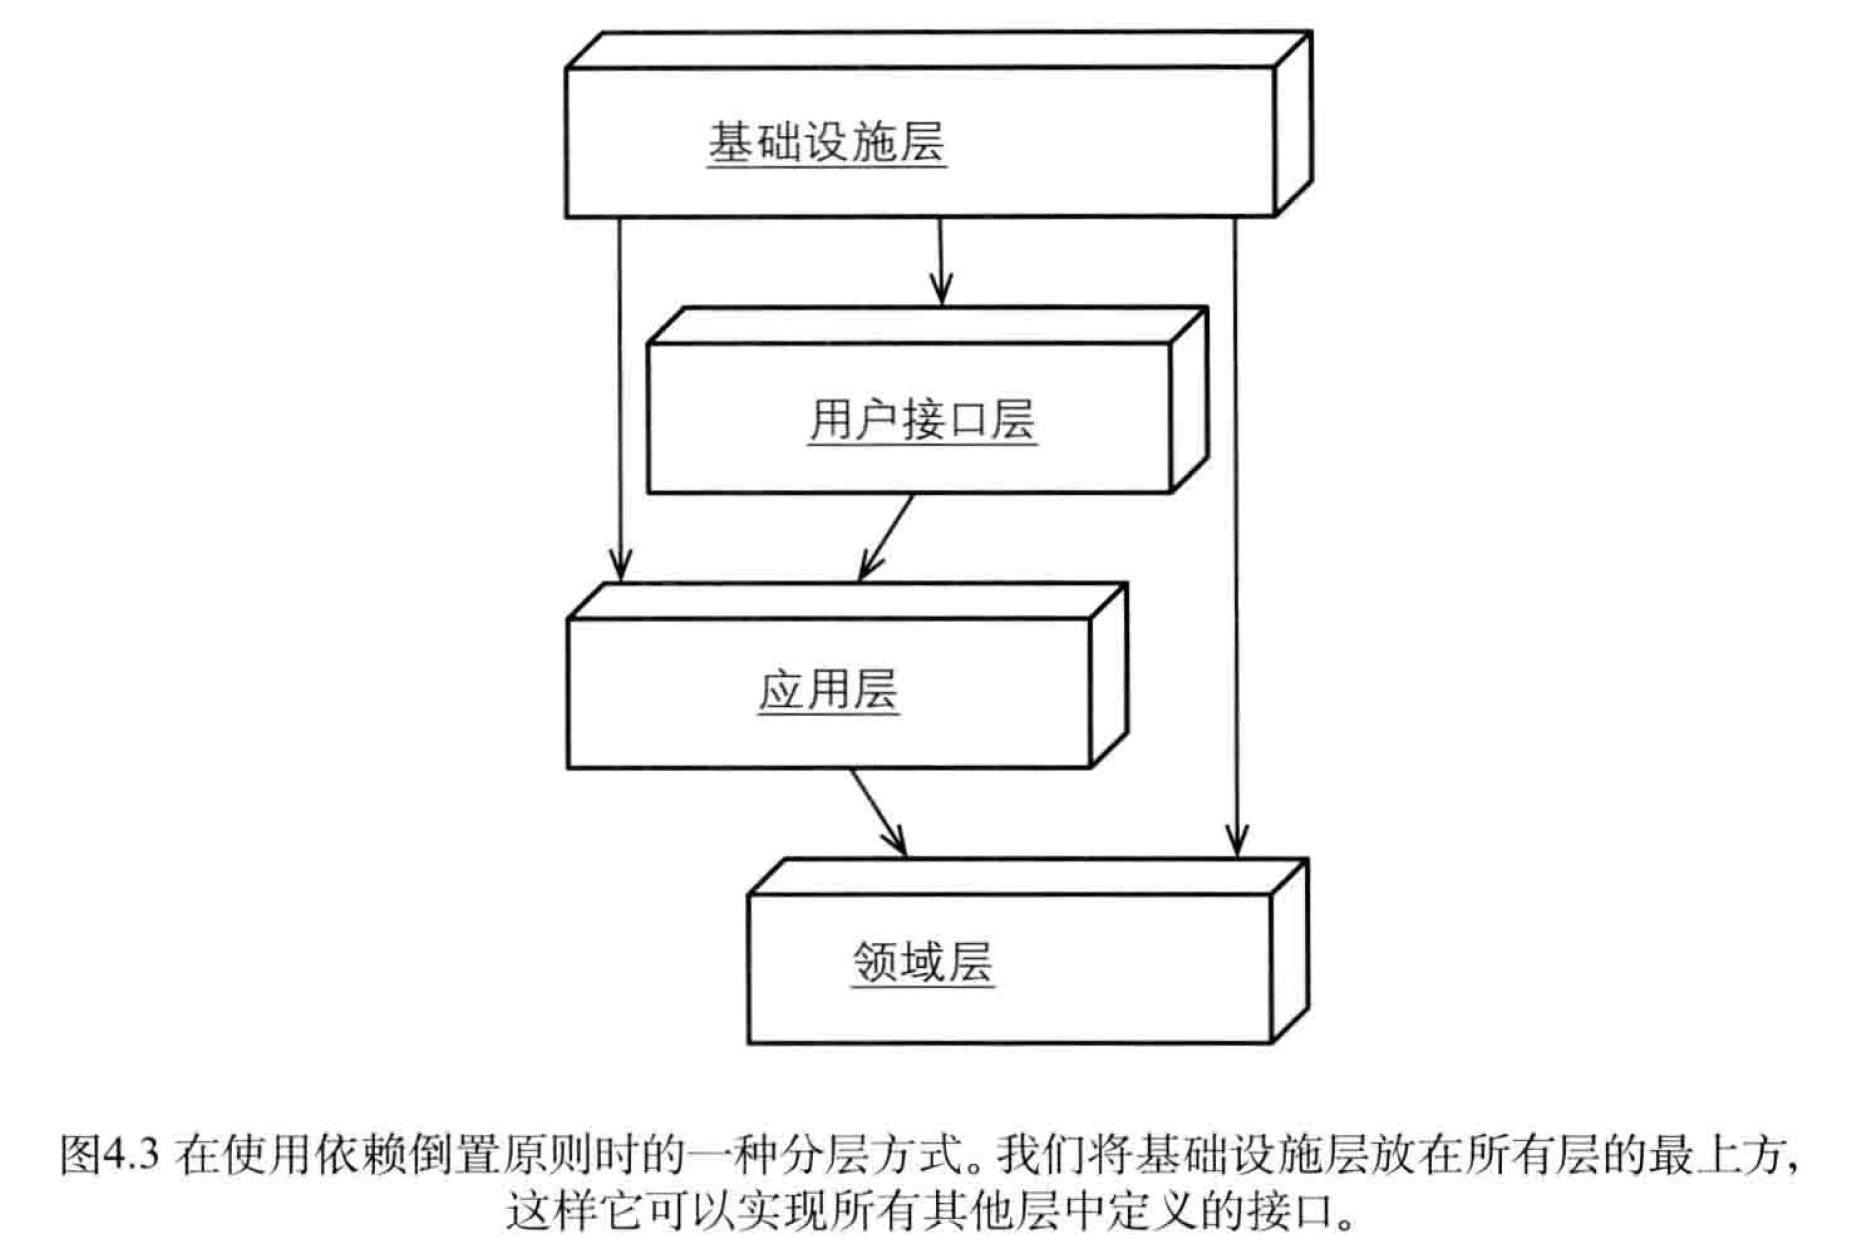 基础设施层
用户接口层
应用层
领域层
图4.3 在使用依赖倒置原则时的一种分层方式。我们将基础设施层放在所有层的最上方,
这样它可以实现所有其他层中定义的接口。